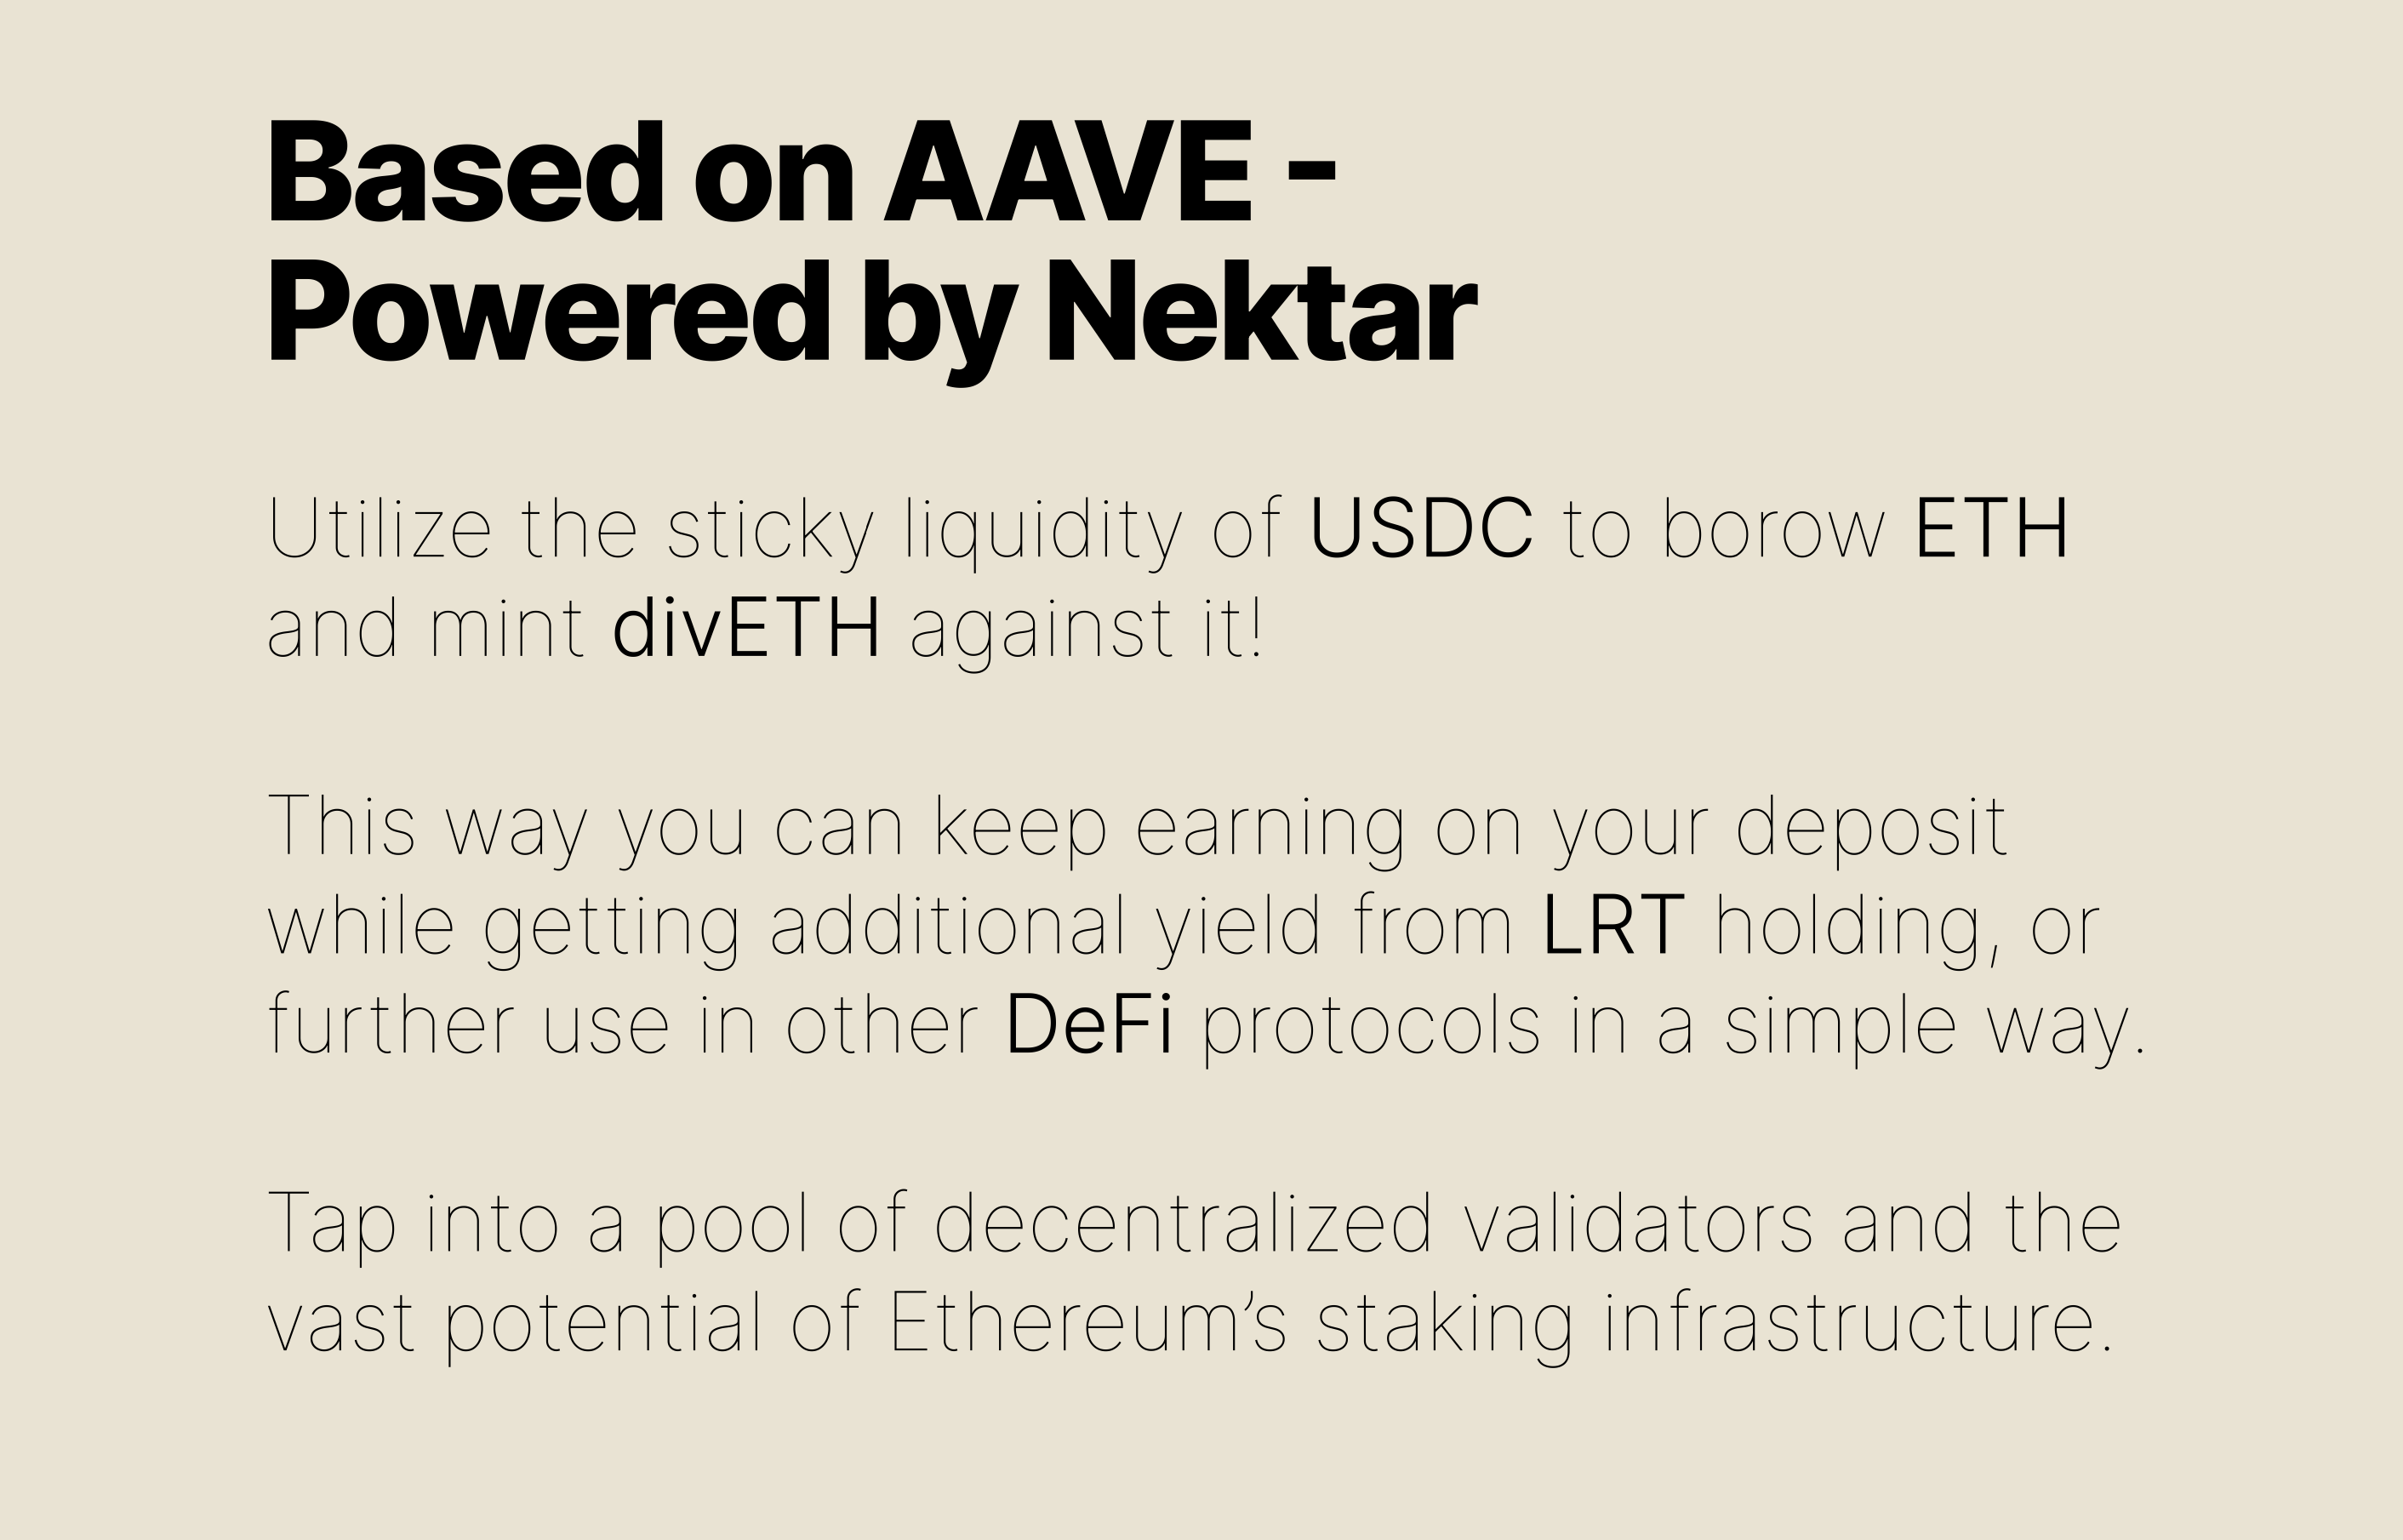 Based on AAVE -
Powered by Nektar
Utilize the sticky liquidity of USDC to borow ETH
and mint divETH against it!
This way you can keep earning on your deposit
while getting additional yield from LRT holding, or
further use in other DeFi protocols in a simple way.
Tap into a pool of decentralized validators and the
vast potential of Ethereum’s staking infrastructure.